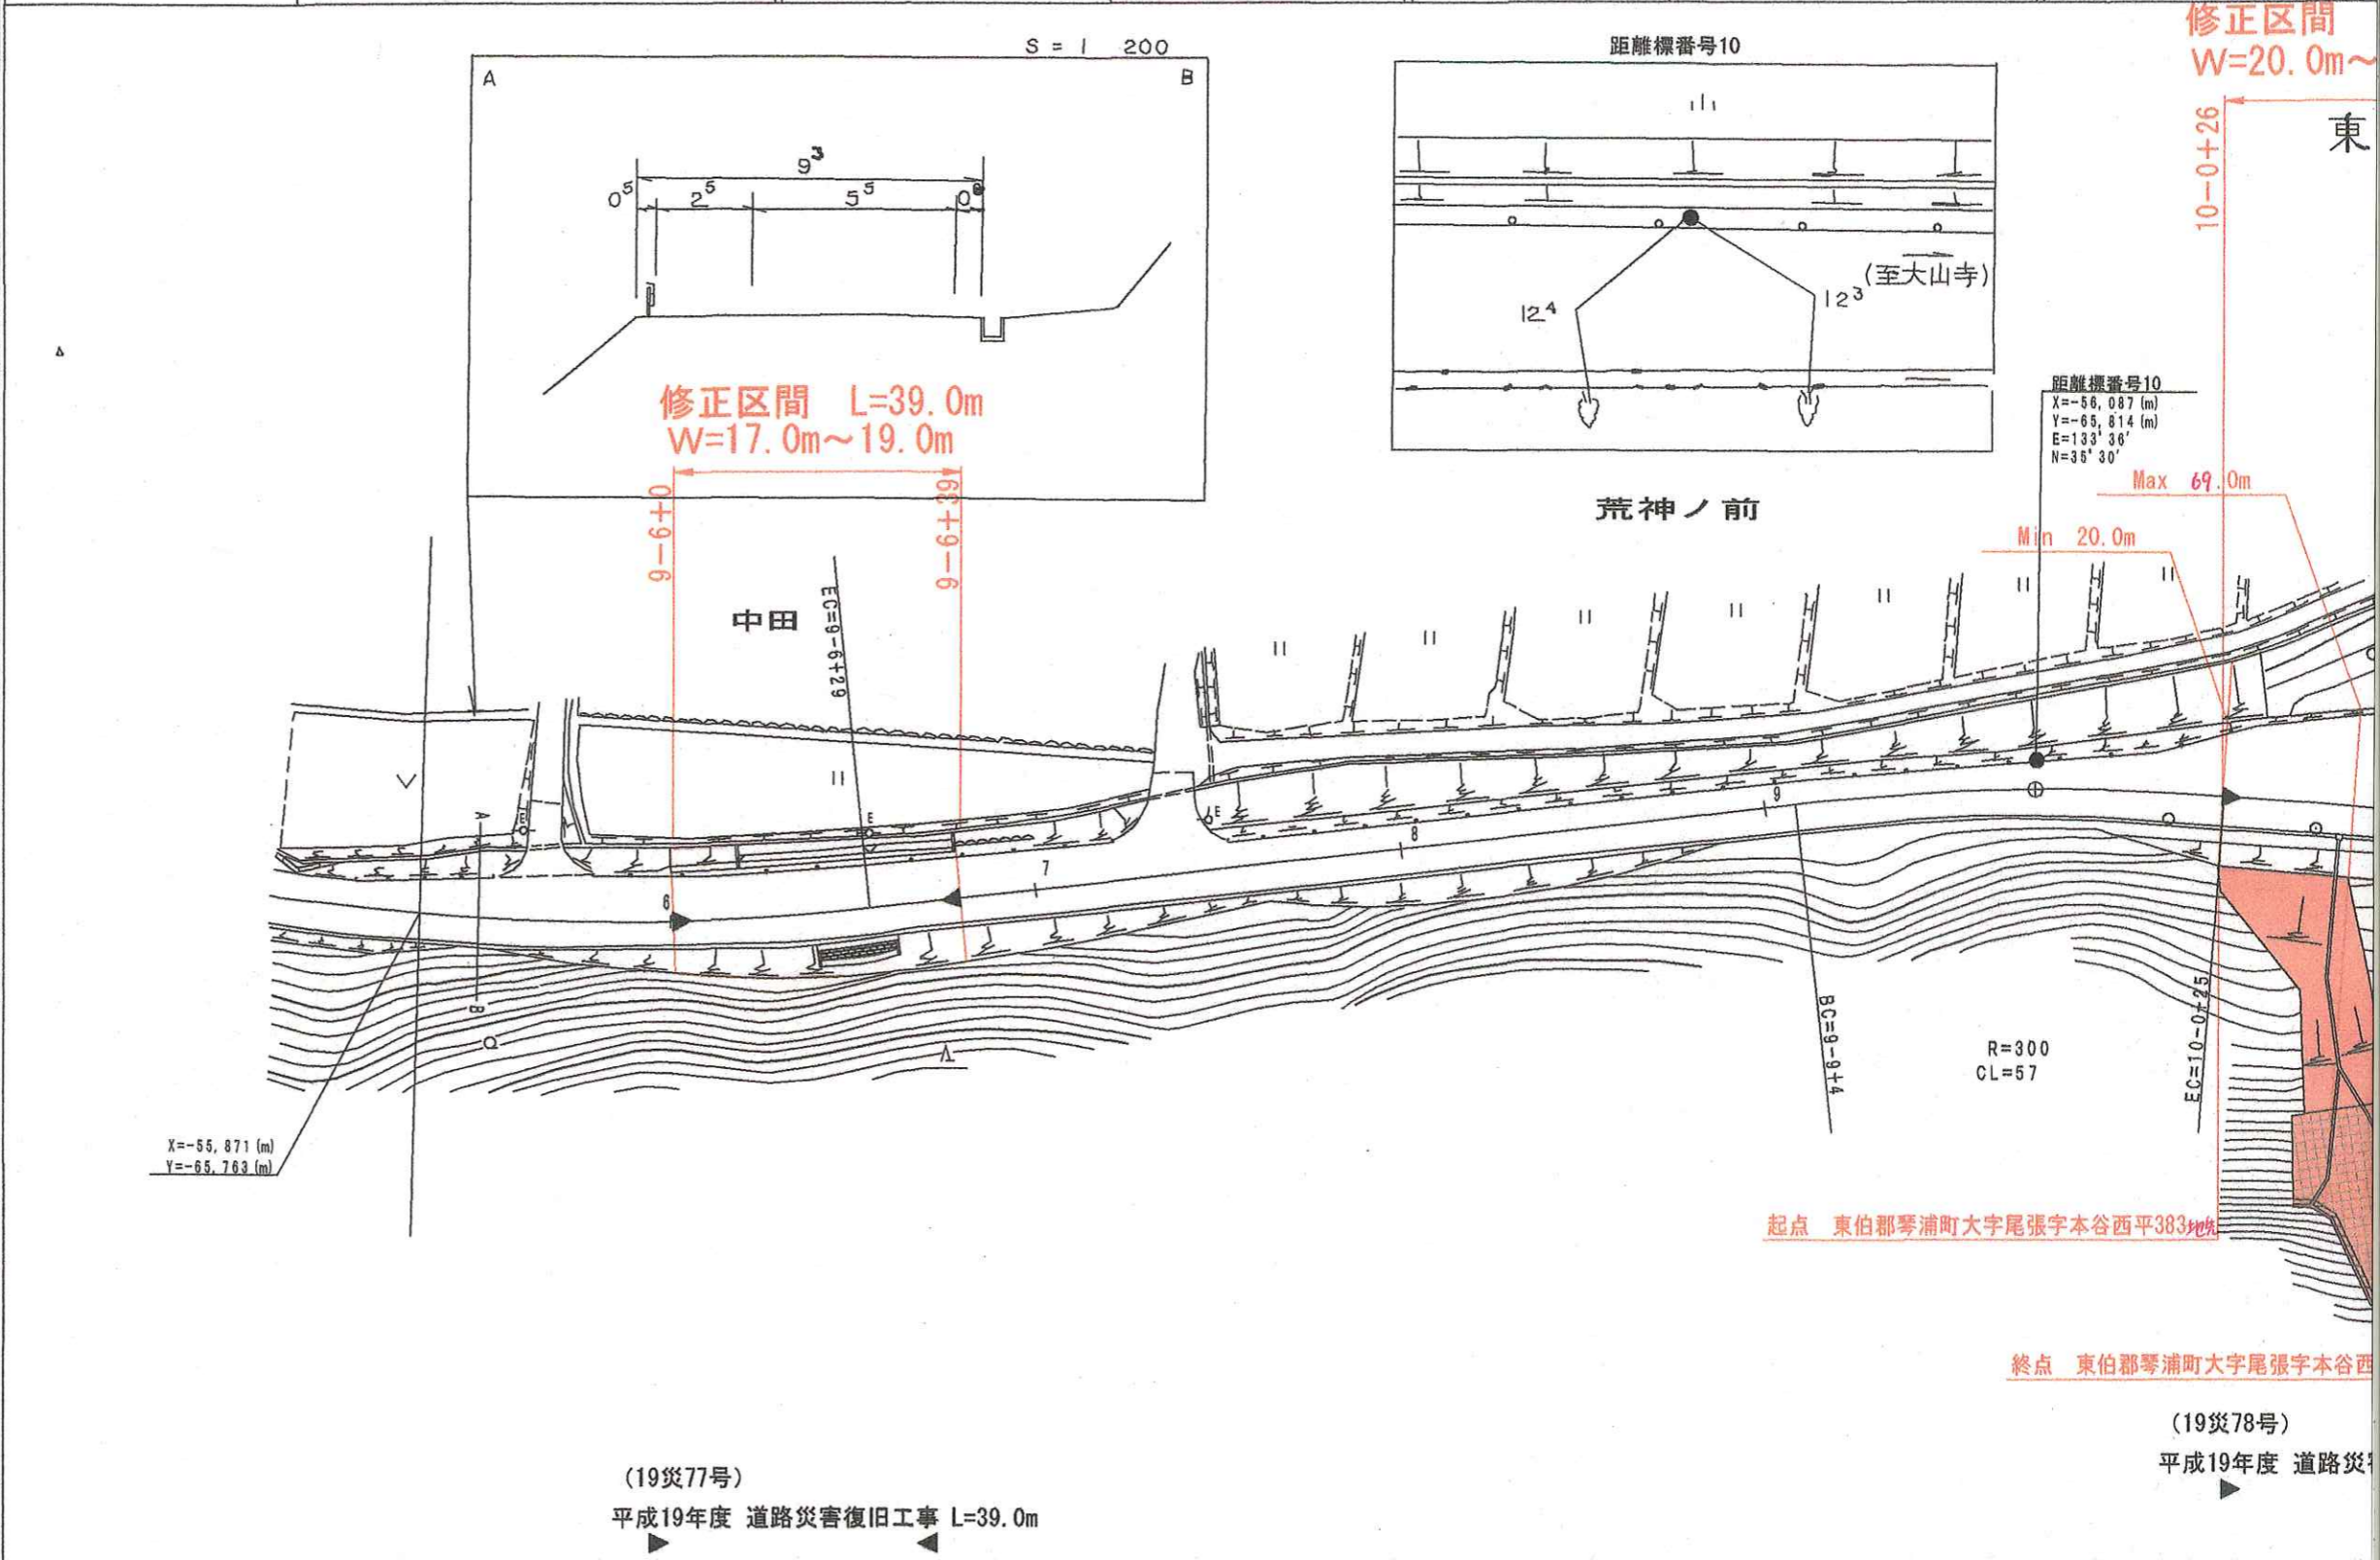 修正区間
W=20.0m～
S = 1 200
距離標番号10
A
B
10-0+26
東
9³
0⁵
2⁵
5⁵
(至大山寺)
12⁴
12³
修正区間 L=39.0m
W=17.0m～19.0m
距離標番号10
X=-56,087(m)
Y=-65,814(m)
E=133°36′
N=35°30′
Max 69.0m
荒神ノ前
Min 20.0m
9-6+0
9-6+39
中田
EC=9-6+29
A
B
E
E
E
6
7
8
9
BC=9-9+4
R=300
CL=57
EC=10-0+25
X=-55,871(m)
Y=-65,763(m)
起点 東伯郡琴浦町大字尾張字本谷西平383地先
終点 東伯郡琴浦町大字尾張字本谷西
(19災78号)
平成19年度 道路災
(19災77号)
平成19年度 道路災害復旧工事 L=39.0m